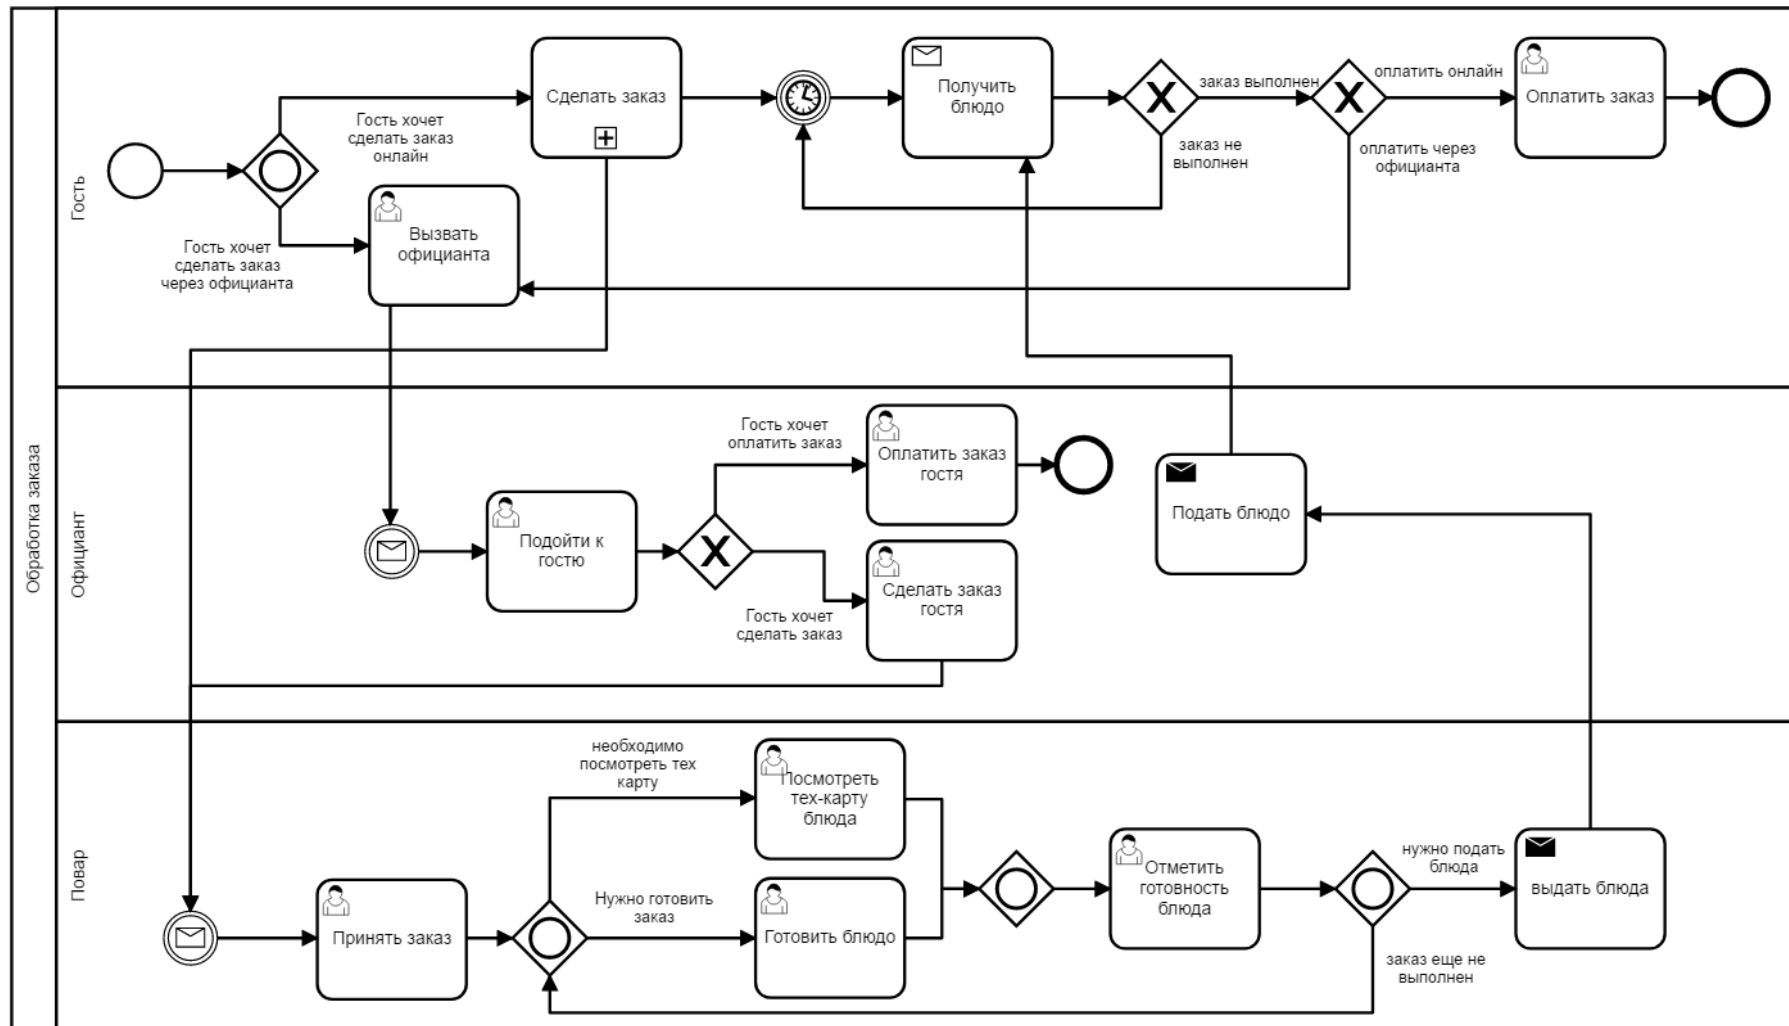 Обработка заказа
Гость
Гость хочет
сделать заказ
онлайн
Гость хочет
сделать заказ
через официанта
Вызвать
официанта
Сделать заказ
Получить
блюдо
заказ выполнен
заказ не
выполнен
оплатить онлайн
оплатить через
официанта
Оплатить заказ
Официант
Подойти к
гостю
Гость хочет
оплатить заказ
Гость хочет
сделать заказ
Оплатить заказ
гостя
Сделать заказ
гостя
Подать блюдо
Повар
Принять заказ
необходимо
посмотреть тех
карту
Нужно готовить
заказ
Посмотреть
тех-карту
блюда
Готовить блюдо
Отметить
готовность
блюда
нужно подать
блюда
заказ еще не
выполнен
выдать блюда